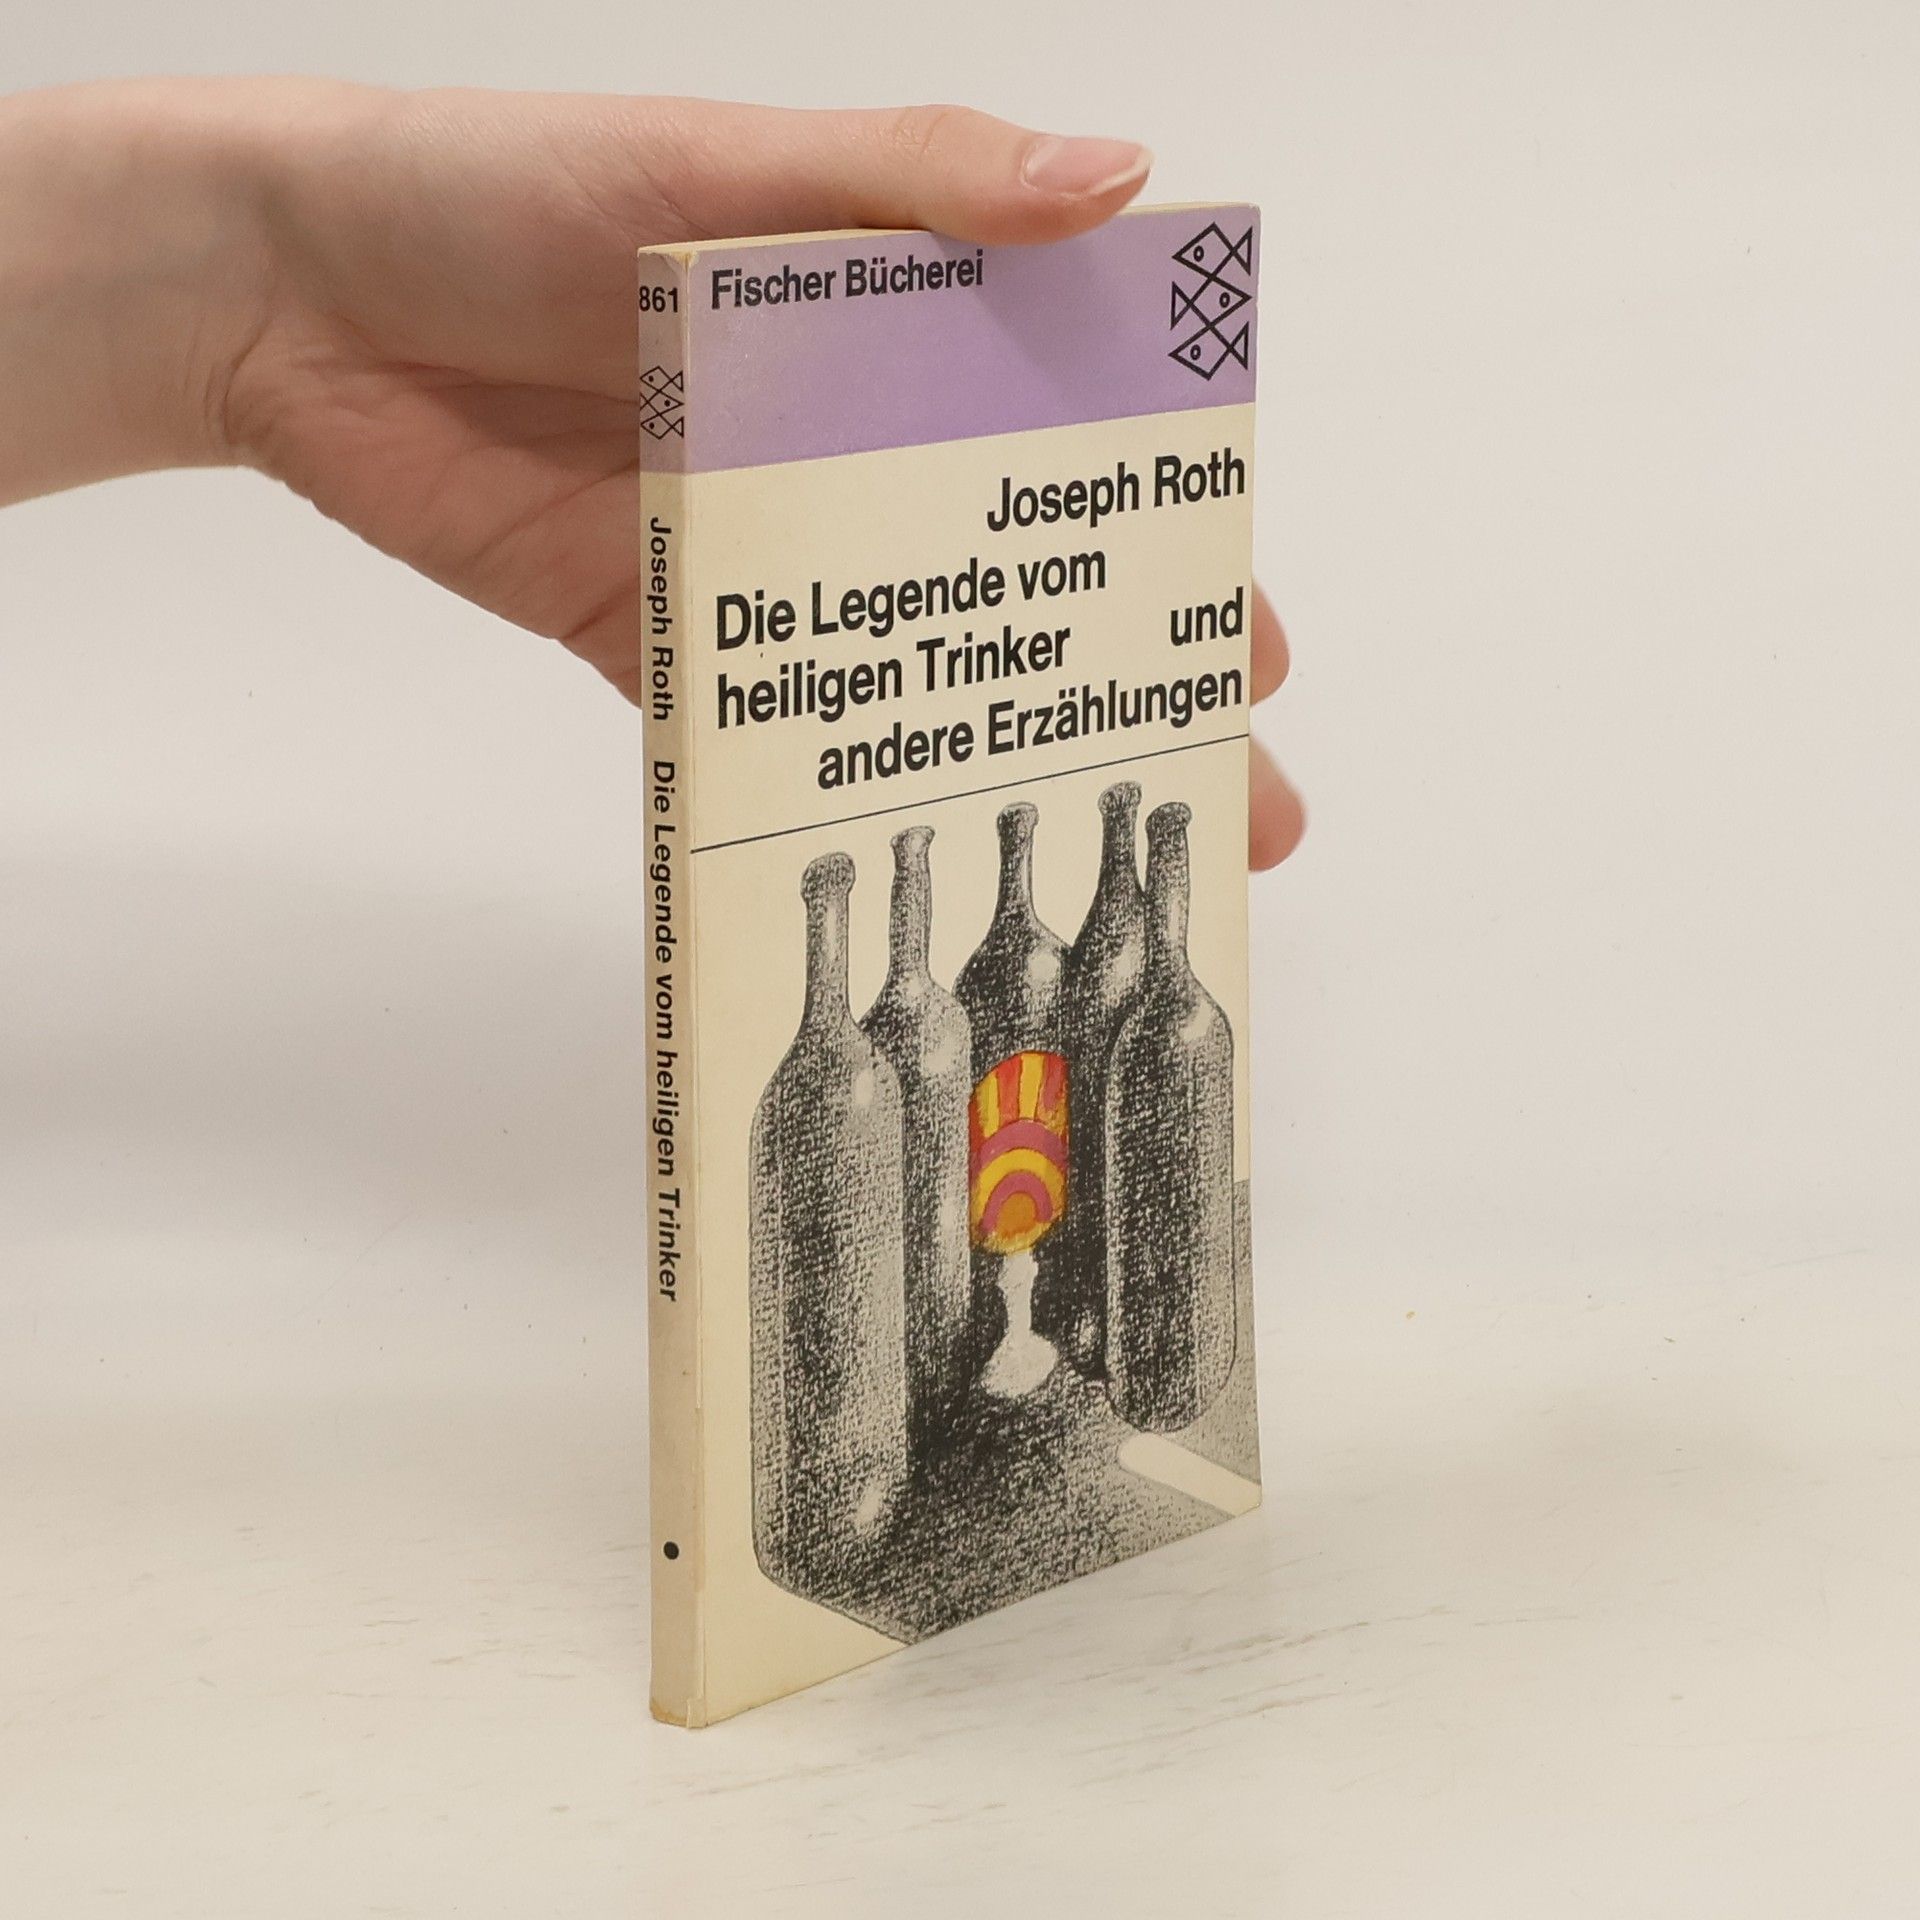 861
Fischer Bücherei
Joseph Roth
Die Legende vom
heiligen Trinker und
andere Erzählungen
Joseph Roth Die Legende vom heiligen Trinker